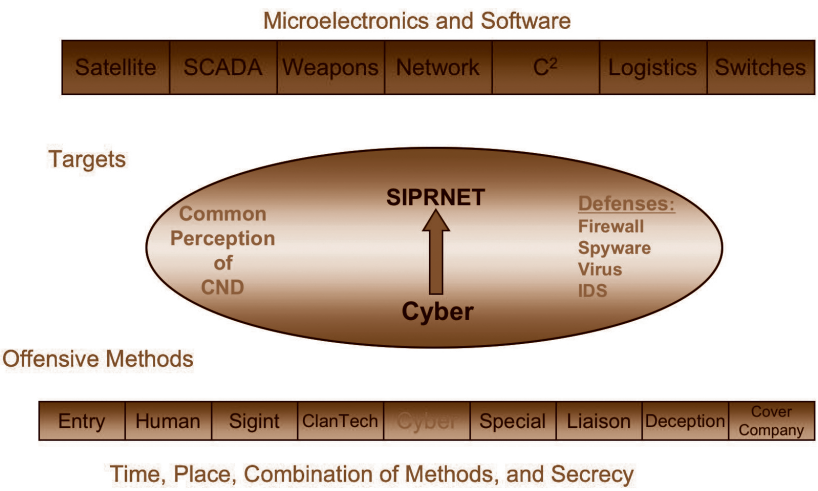 Microelectronics and Software
Satellite SCADA Weapons Network C² Logistics Switches
Targets
SIPRNET
Common
Perception
of
CND
Defenses:
Firewall
Spyware
Virus
IDS
Cyber
Offensive Methods
Entry Human Sigint ClanTech Cyber Special Liaison Deception Cover
Company
Time, Place, Combination of Methods, and Secrecy